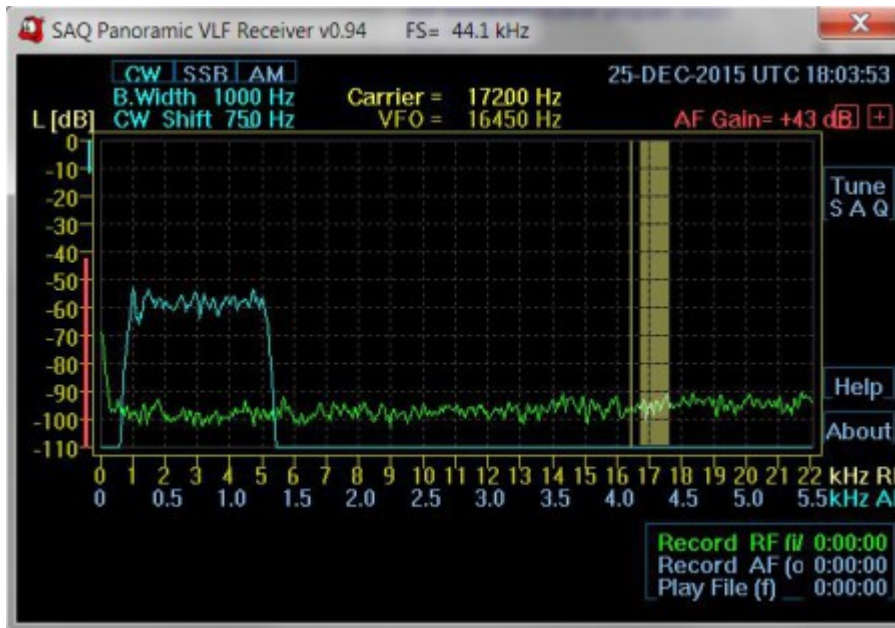 SAQ Panoramic VLF Receiver v0.94 FS= 44.1 kHz
CW SSB AM 25-DEC-2015 UTC 18:03:53
B.Width 1000 Hz Carrier = 17200 Hz
L [dB] CW Shift 750 Hz VFO = 16450 Hz AF Gain= +43 dB - +
0
-10
-20
-30
-40
-50
-60
-70
-80
-90
-100
-110
Tune
S A Q
Help
About
0 1 2 3 4 5 6 7 8 9 10 11 12 13 14 15 16 17 18 19 20 21 22 kHz R
0 0.5 1.0 1.5 2.0 2.5 3.0 3.5 4.0 4.5 5.0 5.5 kHz A
Record RF (i/ 0:00:00
Record AF (o 0:00:00
Play File (f) __ 0:00:00